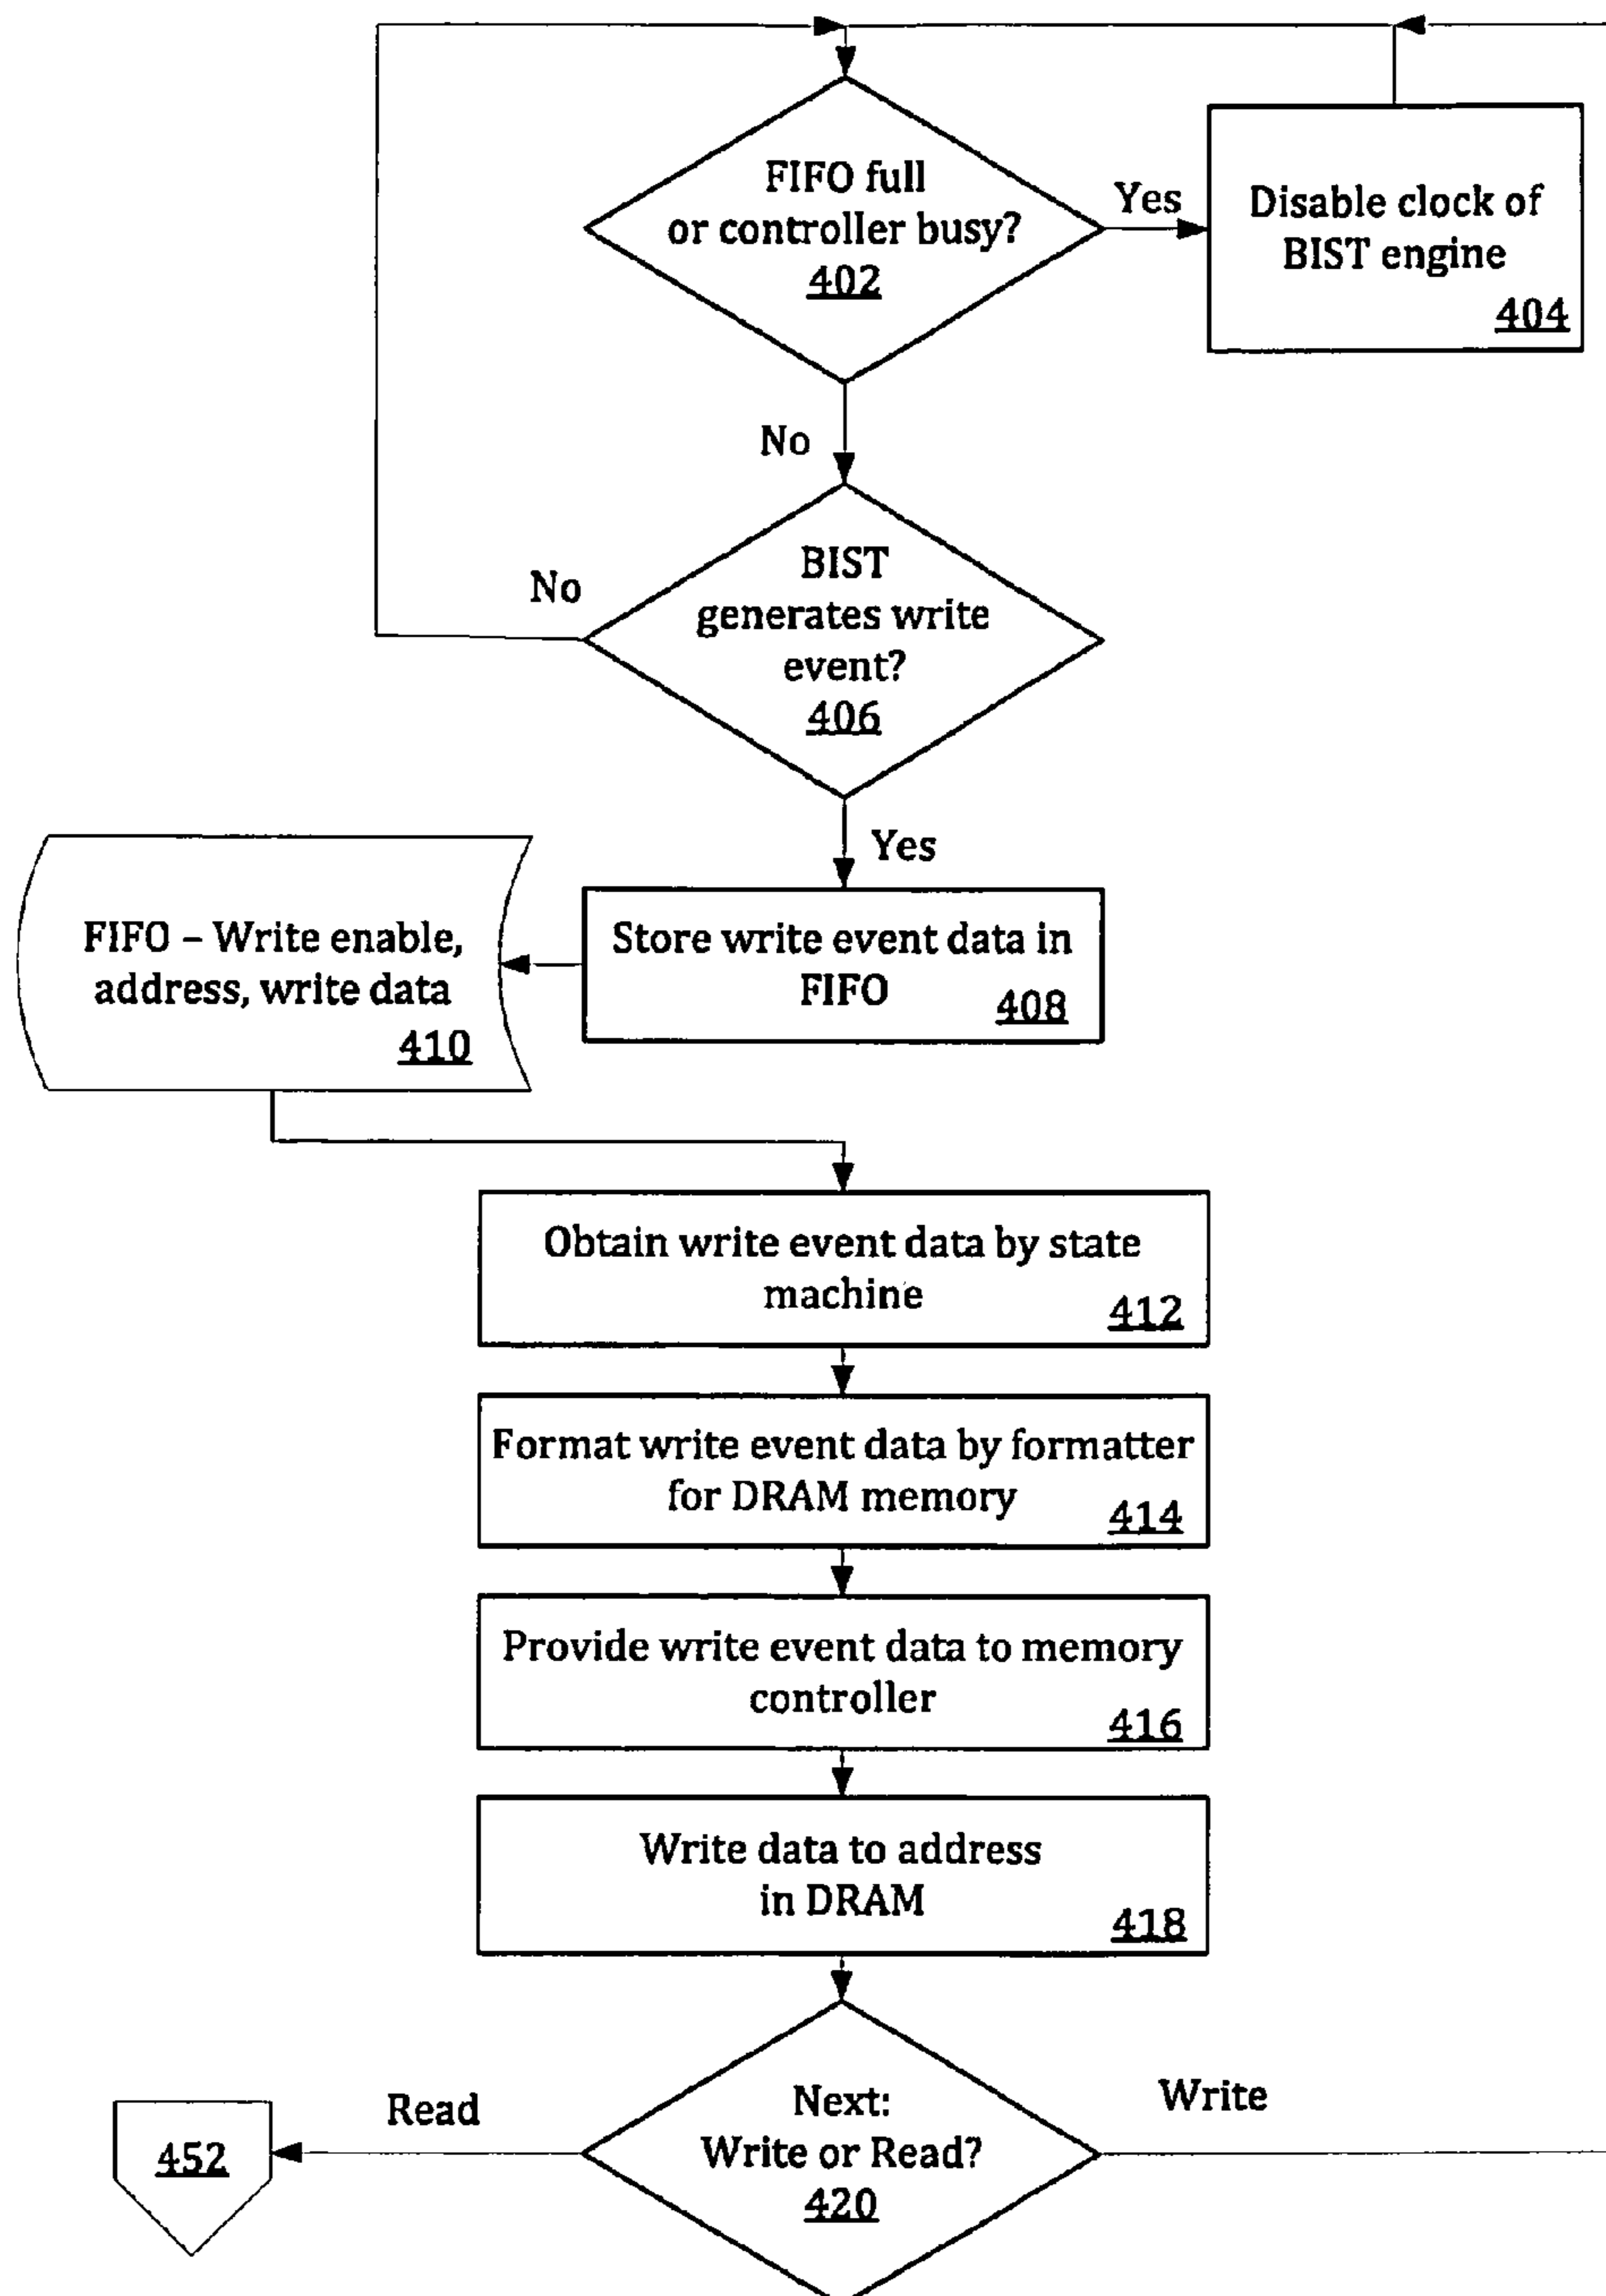 FIFO full
or controller busy?
402
Yes
Disable clock of
BIST engine
404
No
BIST
generates write
event?
406
No
Yes
Store write event data in
FIFO
408
FIFO – Write enable,
address, write data
410
Obtain write event data by state
machine
412
Format write event data by formatter
for DRAM memory
414
Provide write event data to memory
controller
416
Write data to address
in DRAM
418
Next:
Write or Read?
420
Read
Write
452